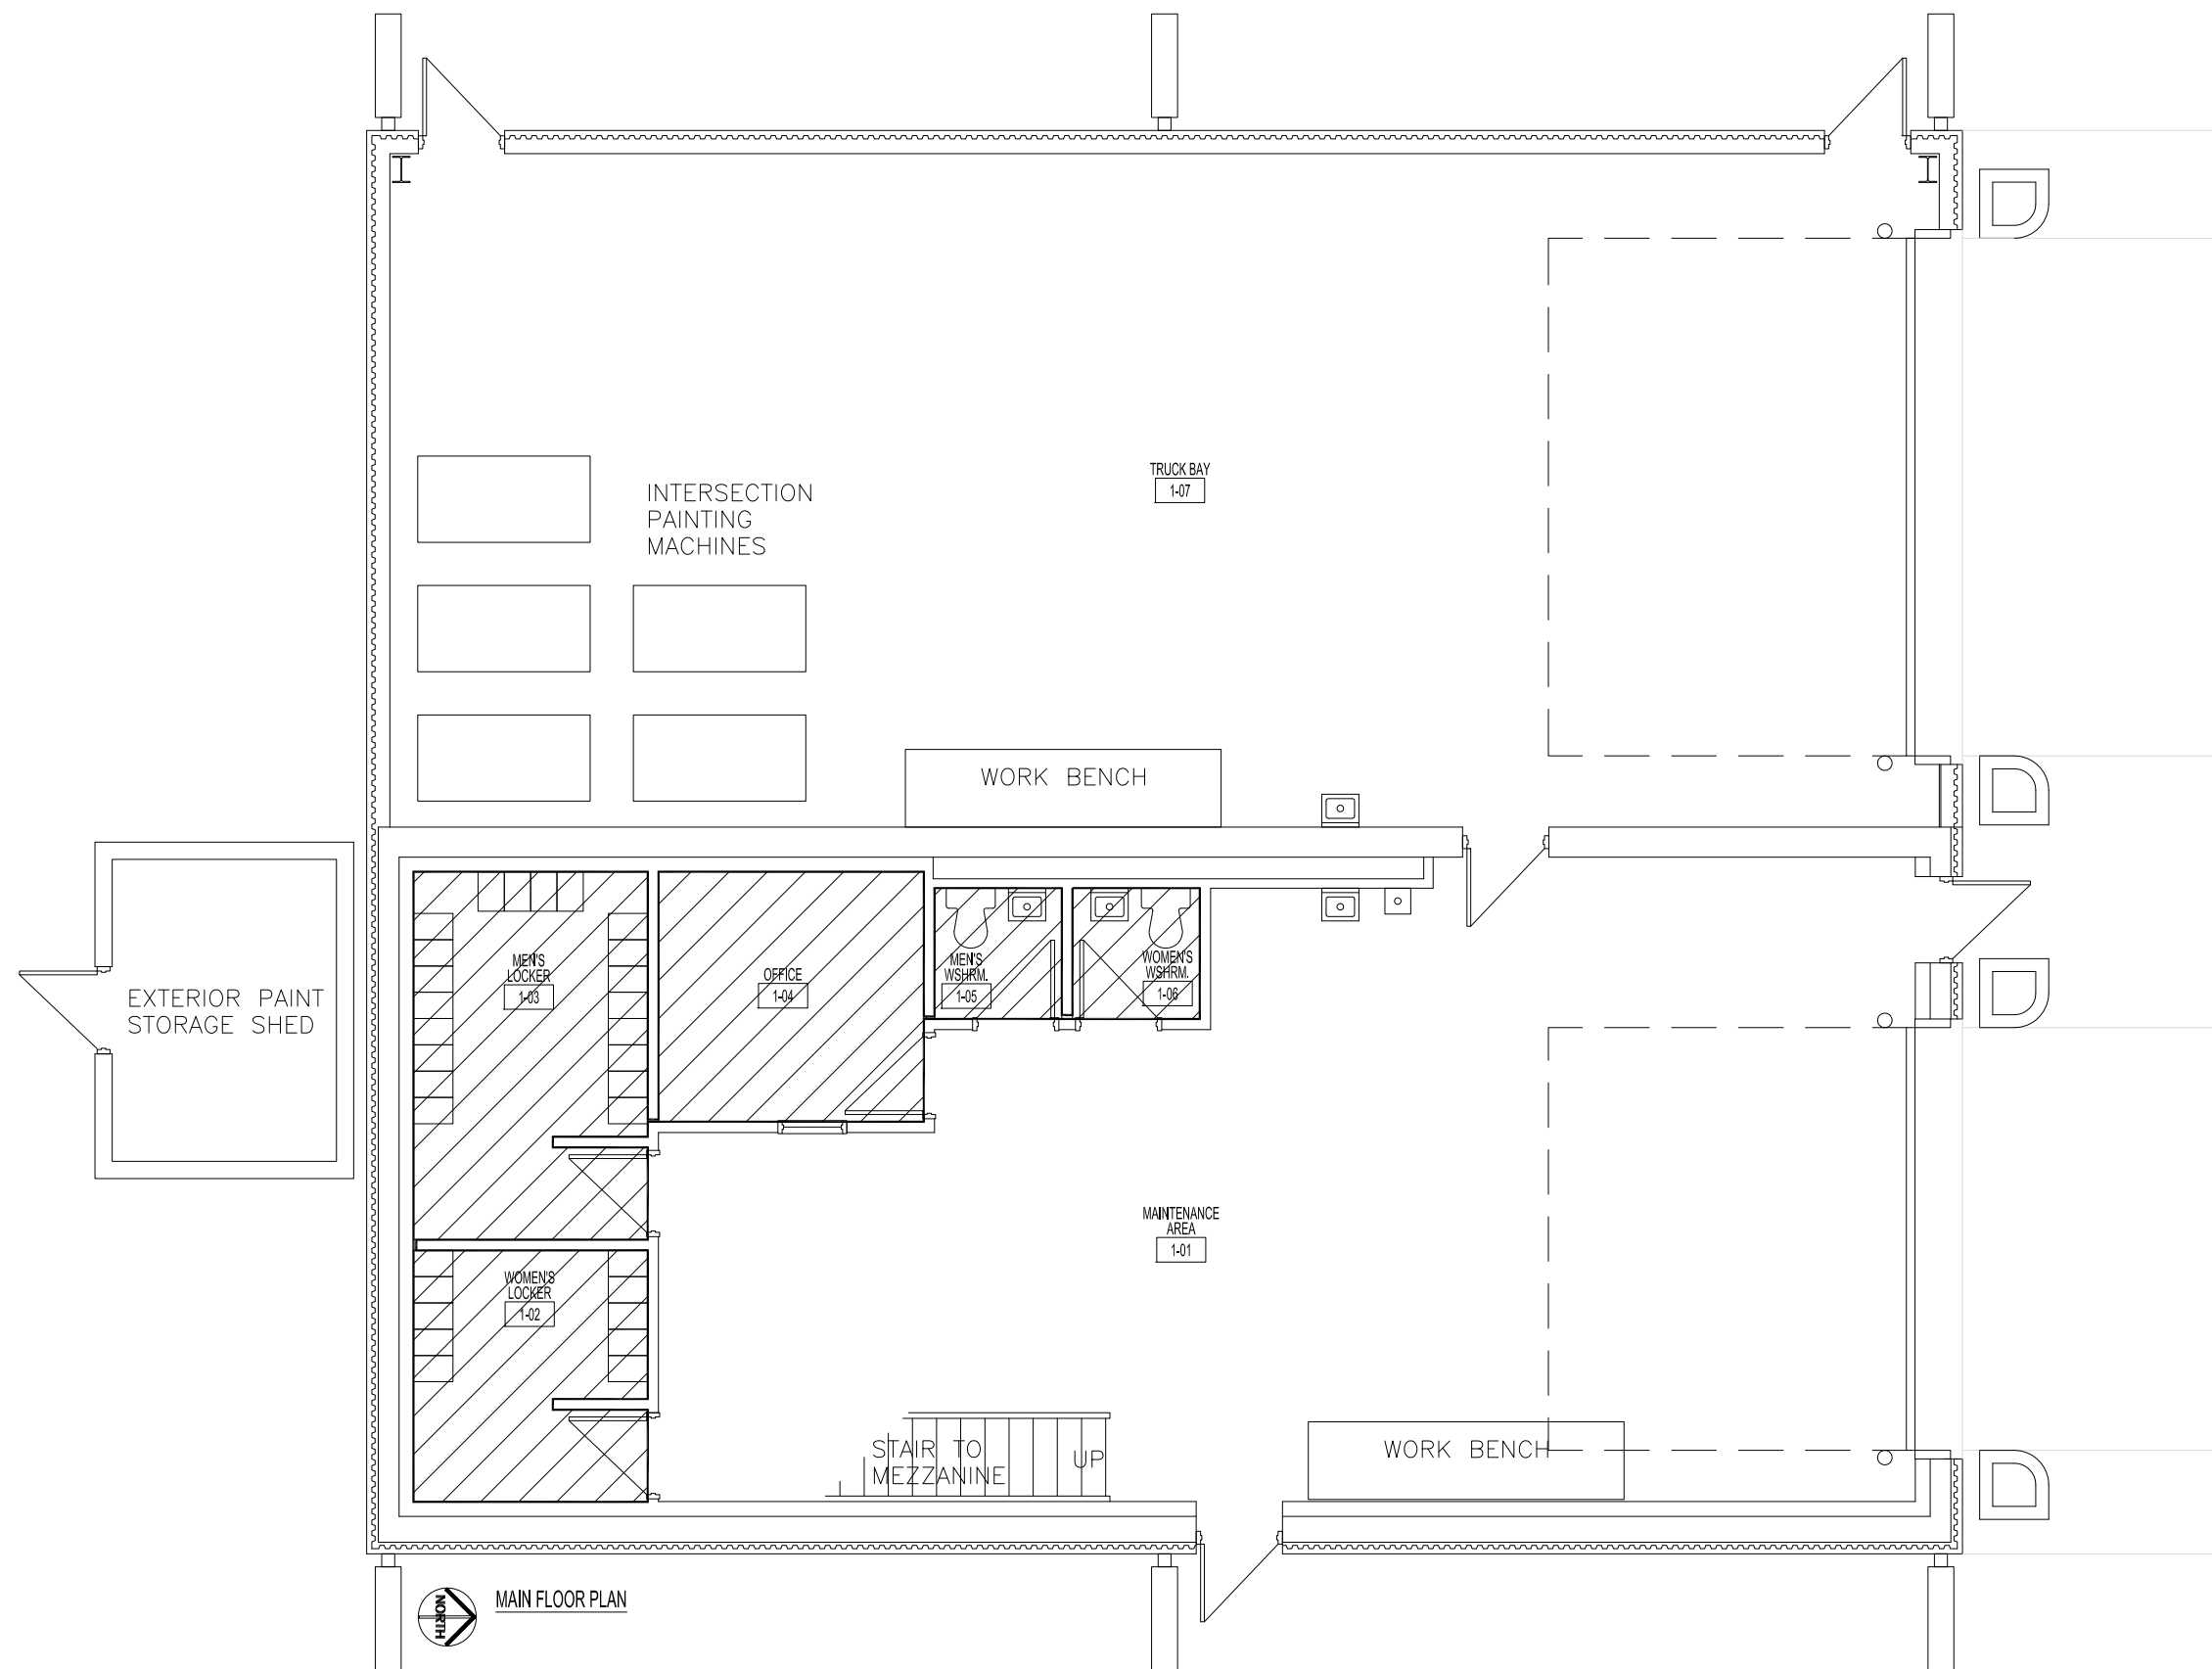 TRUCK BAY
1-07
INTERSECTION
PAINTING
MACHINES
WORK BENCH
EXTERIOR PAINT
STORAGE SHED
MEN'S
LOCKER
1-03
OFFICE
1-04
MEN'S
WSHRM.
1-05
WOMEN'S
WSHRM.
1-06
MAINTENANCE
AREA
1-01
WOMEN'S
LOCKER
1-02
STAIR TO
MEZZANINE
UP
WORK BENCH
NORTH
MAIN FLOOR PLAN